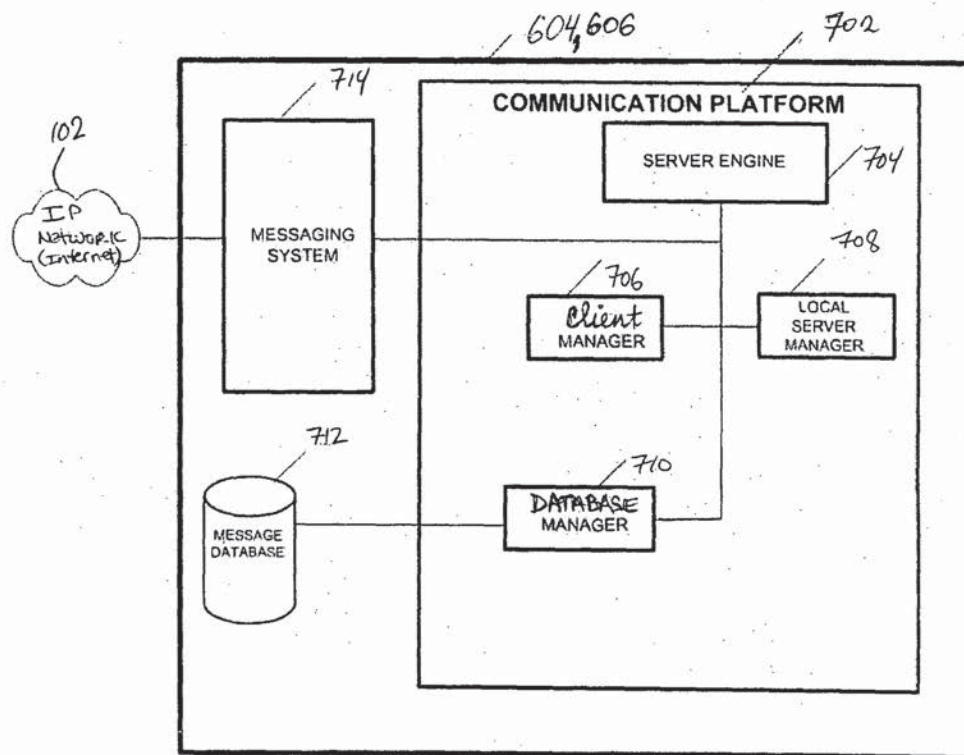 604,606
702
714
COMMUNICATION PLATFORM
102
SERVER ENGINE
704
IP
Network
(Internet)
MESSAGING
SYSTEM
708
706
Client
MANAGER
LOCAL
SERVER
MANAGER
712
710
DATABASE
MANAGER
MESSAGE
DATABASE